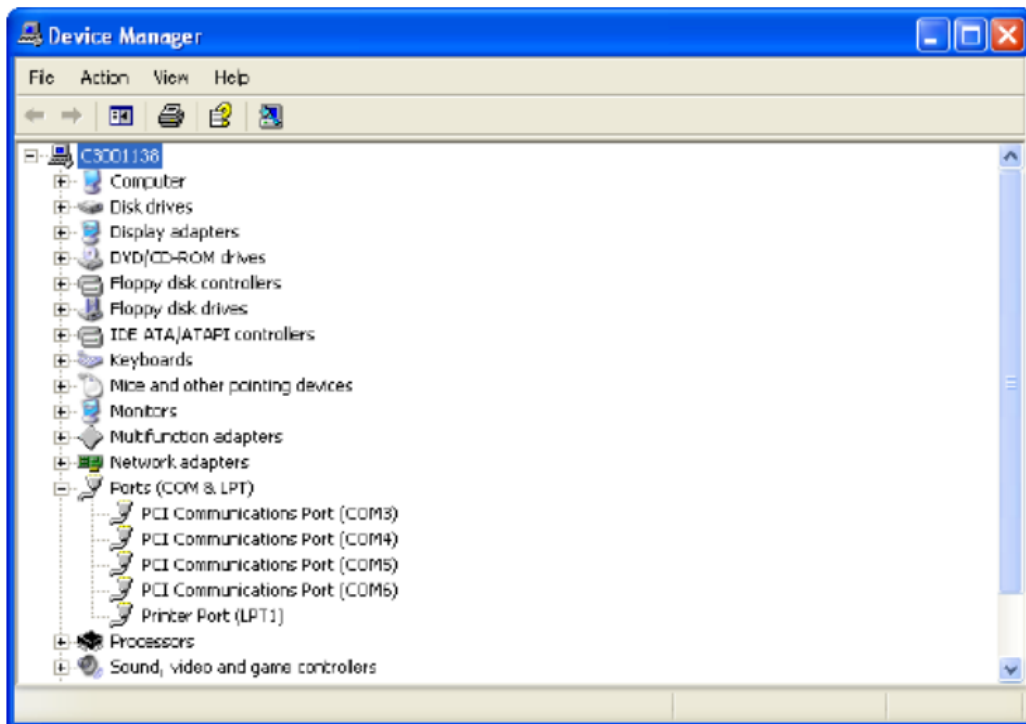 Device Manager
File Action View Help
C3001138
Computer
Disk drives
Display adapters
DVD/CD-ROM drives
Floppy disk controllers
Floppy disk drives
IDE ATA/ATAPI controllers
Keyboards
Mice and other pointing devices
Monitors
Multifunction adapters
Network adapters
Ports (COM & LPT)
PCI Communications Port (COM3)
PCI Communications Port (COM4)
PCI Communications Port (COM5)
PCI Communications Port (COM6)
Printer Port (LPT1)
Processors
Sound, video and game controllers